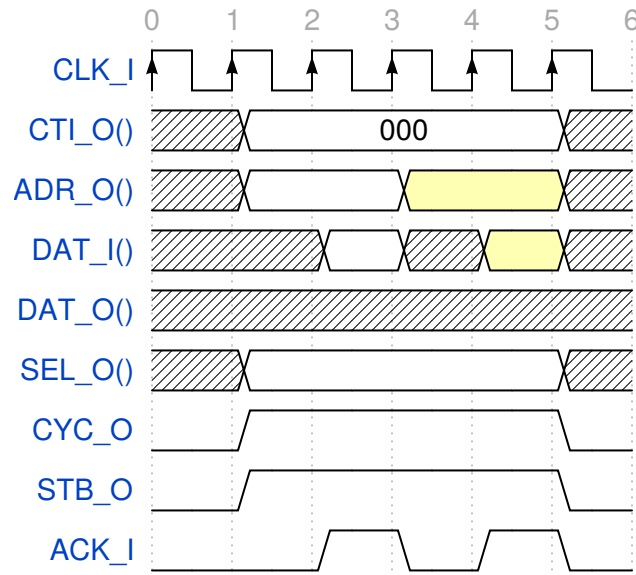 0 1 2 3 4 5 6
CLK_I
CTI_O() 000
ADR_O()
DAT_I()
DAT_O()
SEL_O()
CYC_O
STB_O
ACK_I